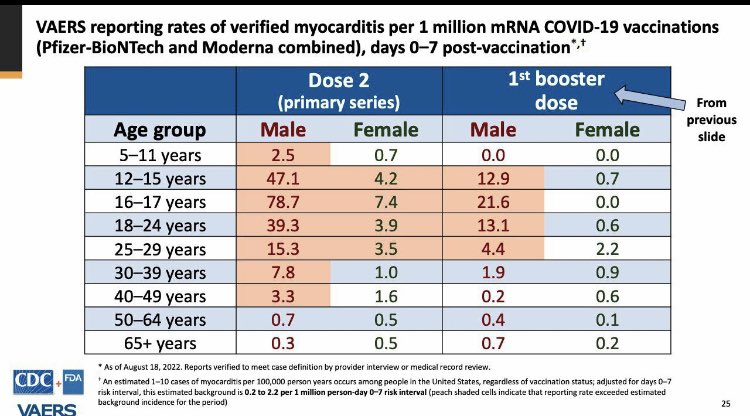 VAERS reporting rates of verified myocarditis per 1 million mRNA COVID-19 vaccinations
(Pfizer-BioNTech and Moderna combined), days 0–7 post-vaccination*,†
Dose 2 1st booster
(primary series) dose
From
previous
slide
Age group Male Female Male Female
5–11 years 2.5 0.7 0.0 0.0
12–15 years 47.1 4.2 12.9 0.7
16–17 years 78.7 7.4 21.6 0.0
18–24 years 39.3 3.9 13.1 0.6
25–29 years 15.3 3.5 4.4 2.2
30–39 years 7.8 1.0 1.9 0.9
40–49 years 3.3 1.6 0.2 0.6
50–64 years 0.7 0.5 0.4 0.1
65+ years 0.3 0.5 0.7 0.2
* As of August 18, 2022. Reports verified to meet case definition by provider interview or medical record review.
† An estimated 1–10 cases of myocarditis per 100,000 person years occurs among people in the United States, regardless of vaccination status; adjusted for days 0–7
risk interval, this estimated background is 0.2 to 2.2 per 1 million person-day 0–7 risk interval (peach shaded cells indicate that reporting rate exceeded estimated
background incidence for the period)
CDC + FDA
VAERS
25